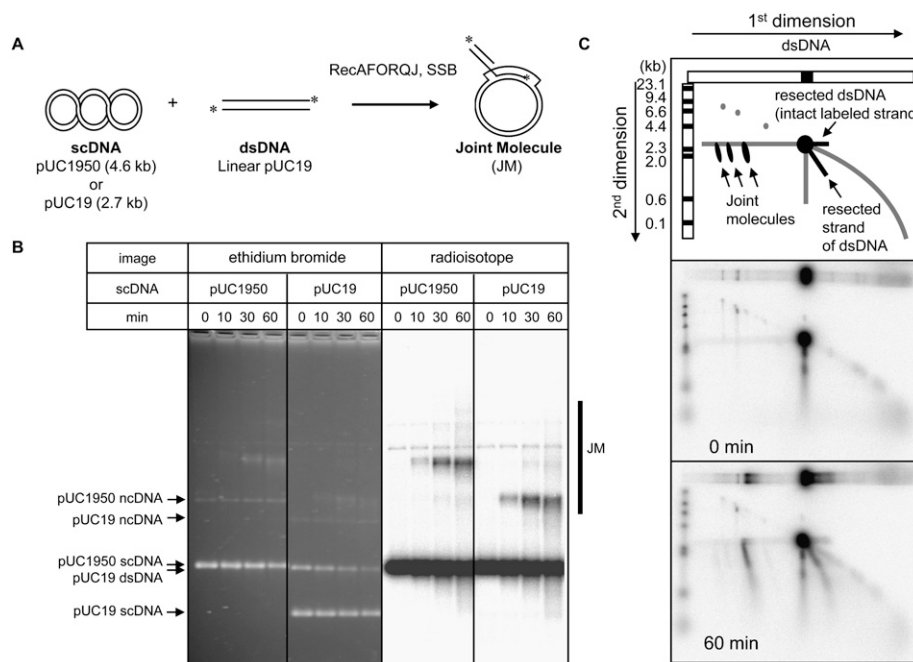 A
RecAFORQJ, SSB
+
*
*
*
*
scDNA
pUC1950 (4.6 kb)
or
pUC19 (2.7 kb)
dsDNA
Linear pUC19
Joint Molecule
(JM)
B
image ethidium bromide radioisotope
scDNA pUC1950 pUC19 pUC1950 pUC19
min 0 10 30 60 0 10 30 60 0 10 30 60 0 10 30 60
JM
pUC1950 ncDNA
pUC19 ncDNA
pUC1950 scDNA
pUC19 dsDNA
pUC19 scDNA
C
1st dimension
dsDNA
(kb)
23.1
9.4
6.6
4.4
2.3
2.0
0.6
0.1
2nd dimension
resected dsDNA
(intact labeled strand)
Joint
molecules
resected
strand
of dsDNA
0 min
60 min